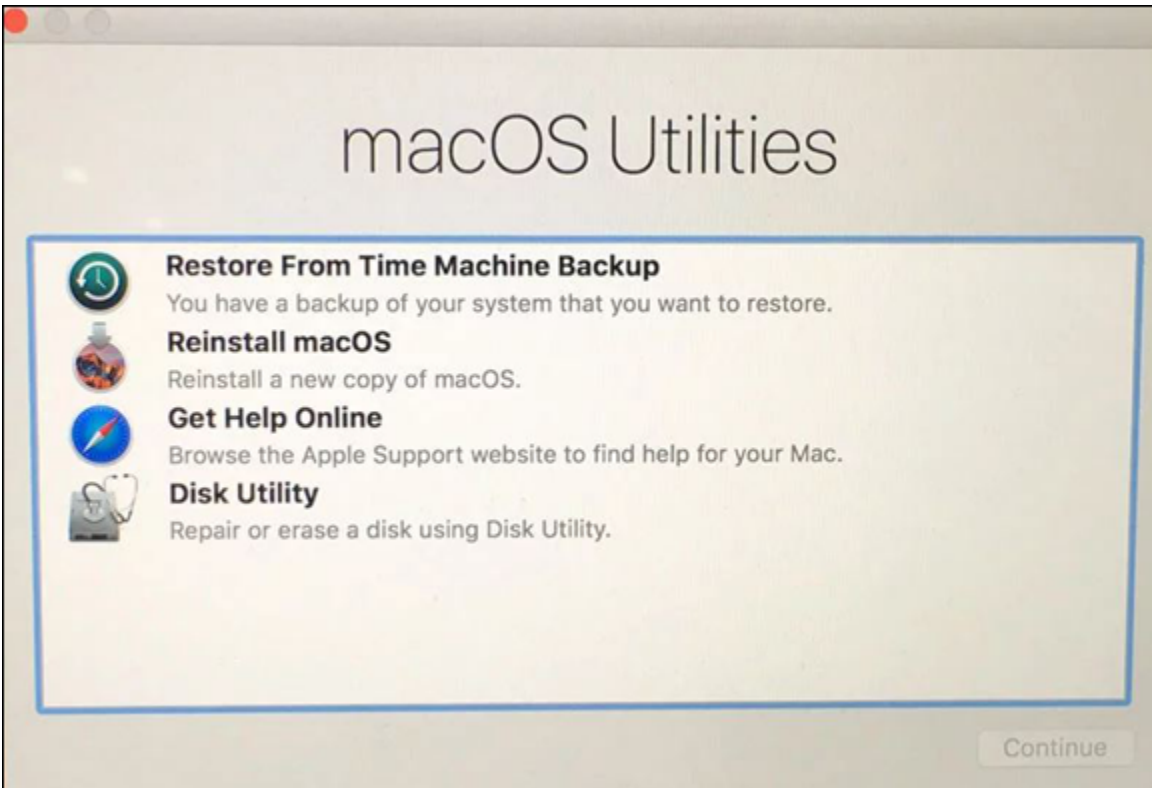 macOS Utilities
Restore From Time Machine Backup
You have a backup of your system that you want to restore.
Reinstall macOS
Reinstall a new copy of macOS.
Get Help Online
Browse the Apple Support website to find help for your Mac.
Disk Utility
Repair or erase a disk using Disk Utility.
Continue